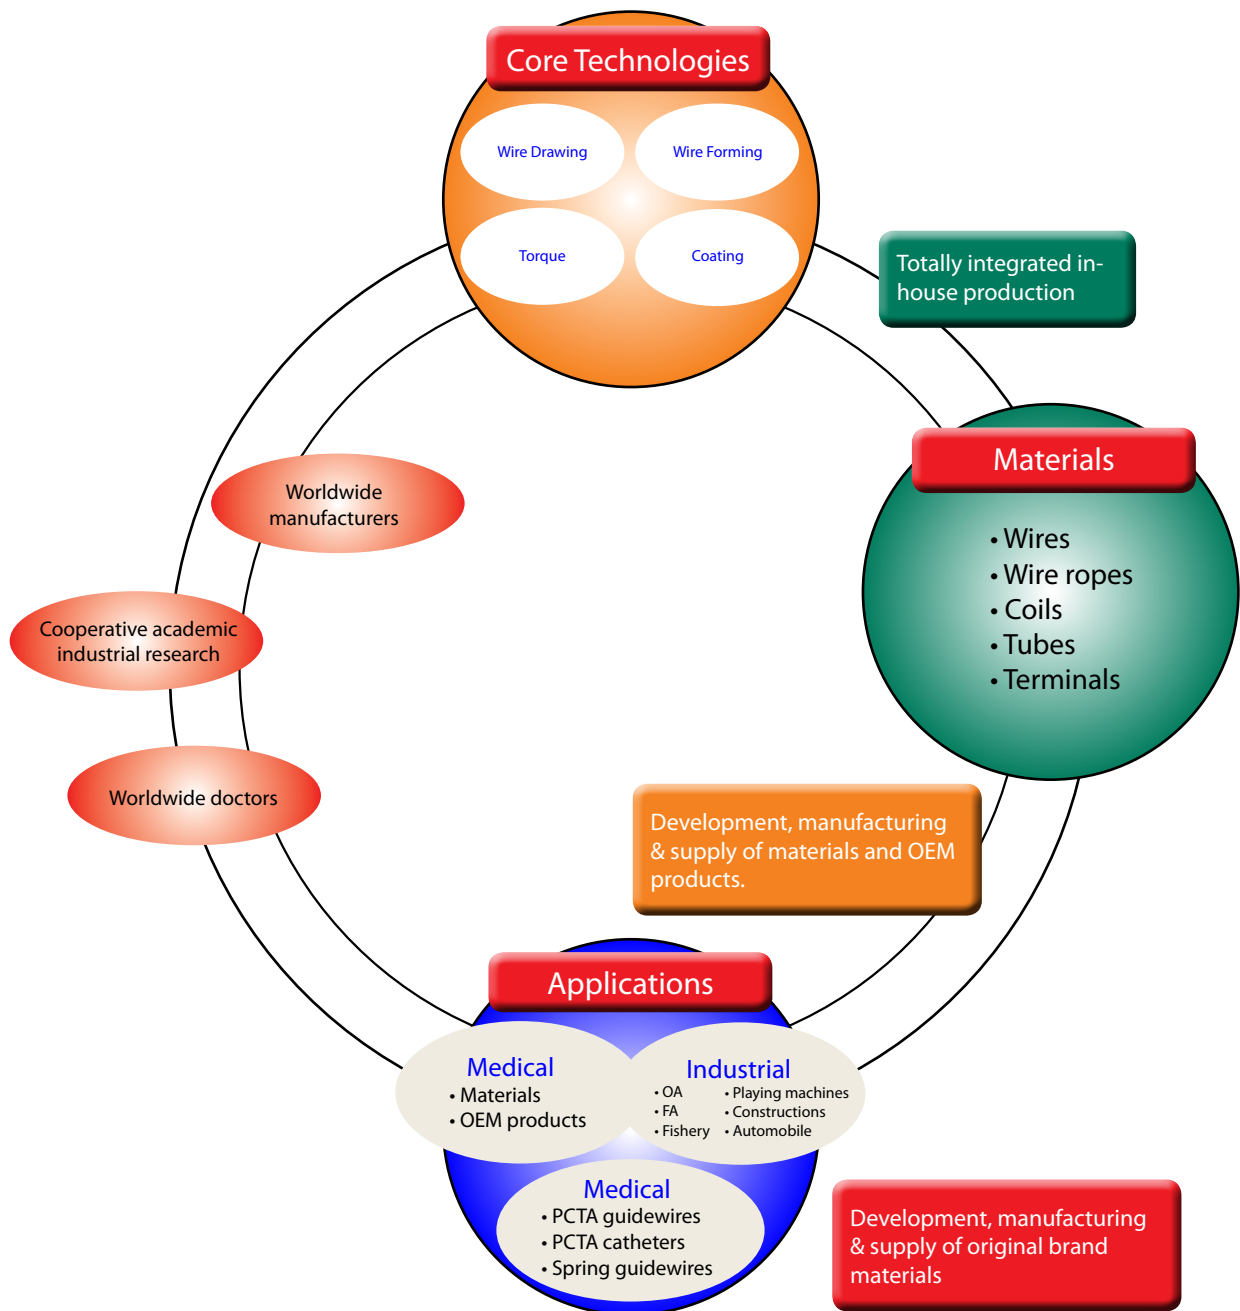 Core Technologies
Wire Drawing
Wire Forming
Torque
Coating
Totally integrated in-
house production
Materials
• Wires
• Wire ropes
• Coils
• Tubes
• Terminals
Worldwide
manufacturers
Cooperative academic
industrial research
Worldwide doctors
Development, manufacturing
& supply of materials and OEM
products.
Applications
Medical
• Materials
• OEM products
Industrial
• OA
• FA
• Fishery
• Playing machines
• Constructions
• Automobile
Medical
• PCTA guidewires
• PCTA catheters
• Spring guidewires
Development, manufacturing
& supply of original brand
materials